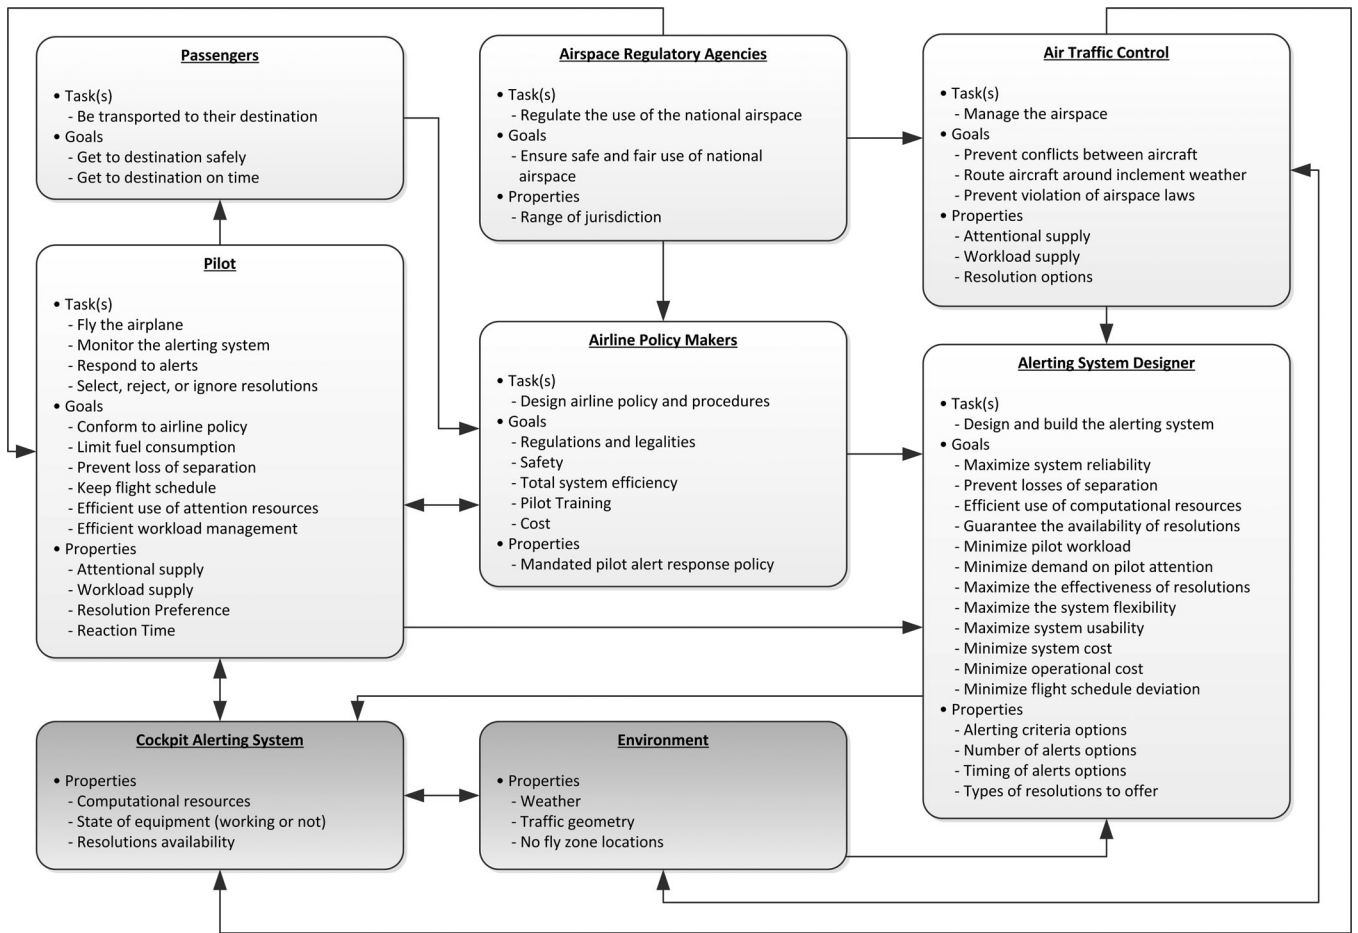 Passengers
• Task(s)
- Be transported to their destination
• Goals
- Get to destination safely
- Get to destination on time
Airspace Regulatory Agencies
• Task(s)
- Regulate the use of the national airspace
• Goals
- Ensure safe and fair use of national
airspace
• Properties
- Range of jurisdiction
Air Traffic Control
• Task(s)
- Manage the airspace
• Goals
- Prevent conflicts between aircraft
- Route aircraft around inclement weather
- Prevent violation of airspace laws
• Properties
- Attentional supply
- Workload supply
- Resolution options
Pilot
• Task(s)
- Fly the airplane
- Monitor the alerting system
- Respond to alerts
- Select, reject, or ignore resolutions
• Goals
- Conform to airline policy
- Limit fuel consumption
- Prevent loss of separation
- Keep flight schedule
- Efficient use of attention resources
- Efficient workload management
• Properties
- Attentional supply
- Workload supply
- Resolution Preference
- Reaction Time
Airline Policy Makers
• Task(s)
- Design airline policy and procedures
• Goals
- Regulations and legalities
- Safety
- Total system efficiency
- Pilot Training
- Cost
• Properties
- Mandated pilot alert response policy
Alerting System Designer
• Task(s)
- Design and build the alerting system
• Goals
- Maximize system reliability
- Prevent losses of separation
- Efficient use of computational resources
- Guarantee the availability of resolutions
- Minimize pilot workload
- Minimize demand on pilot attention
- Maximize the effectiveness of resolutions
- Maximize the system flexibility
- Maximize system usability
- Minimize system cost
- Minimize operational cost
- Minimize flight schedule deviation
• Properties
- Alerting criteria options
- Number of alerts options
- Timing of alerts options
- Types of resolutions to offer
Cockpit Alerting System
• Properties
- Computational resources
- State of equipment (working or not)
- Resolutions availability
Environment
• Properties
- Weather
- Traffic geometry
- No fly zone locations